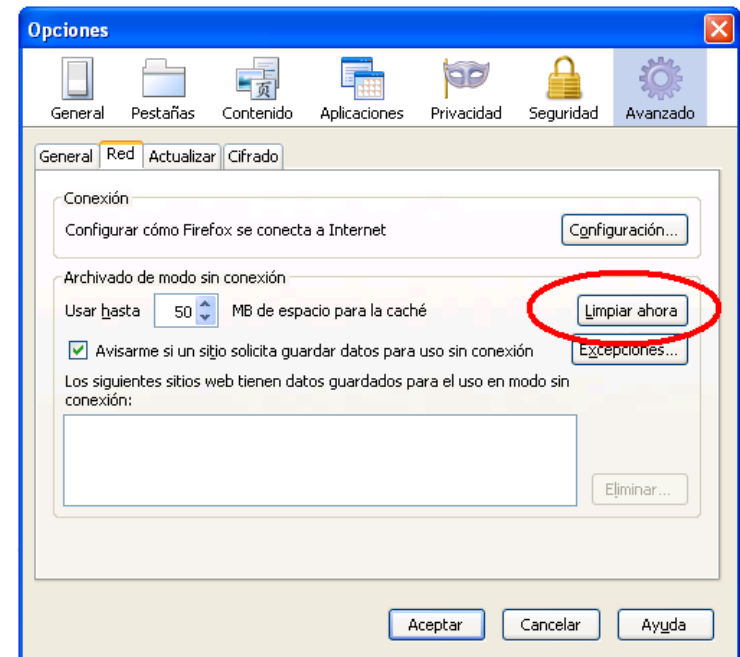 Opciones
General Pestañas Contenido Aplicaciones Privacidad Seguridad Avanzado
General Red Actualizar Cifrado
Conexión
Configurar cómo Firefox se conecta a Internet Configuración...
Archivado de modo sin conexión
Usar hasta 50 MB de espacio para la caché Limpiar ahora
Avisarme si un sitio solicita guardar datos para uso sin conexión Excepciones...
Los siguientes sitios web tienen datos guardados para el uso en modo sin
conexión:
Eliminar...
Aceptar Cancelar Ayuda